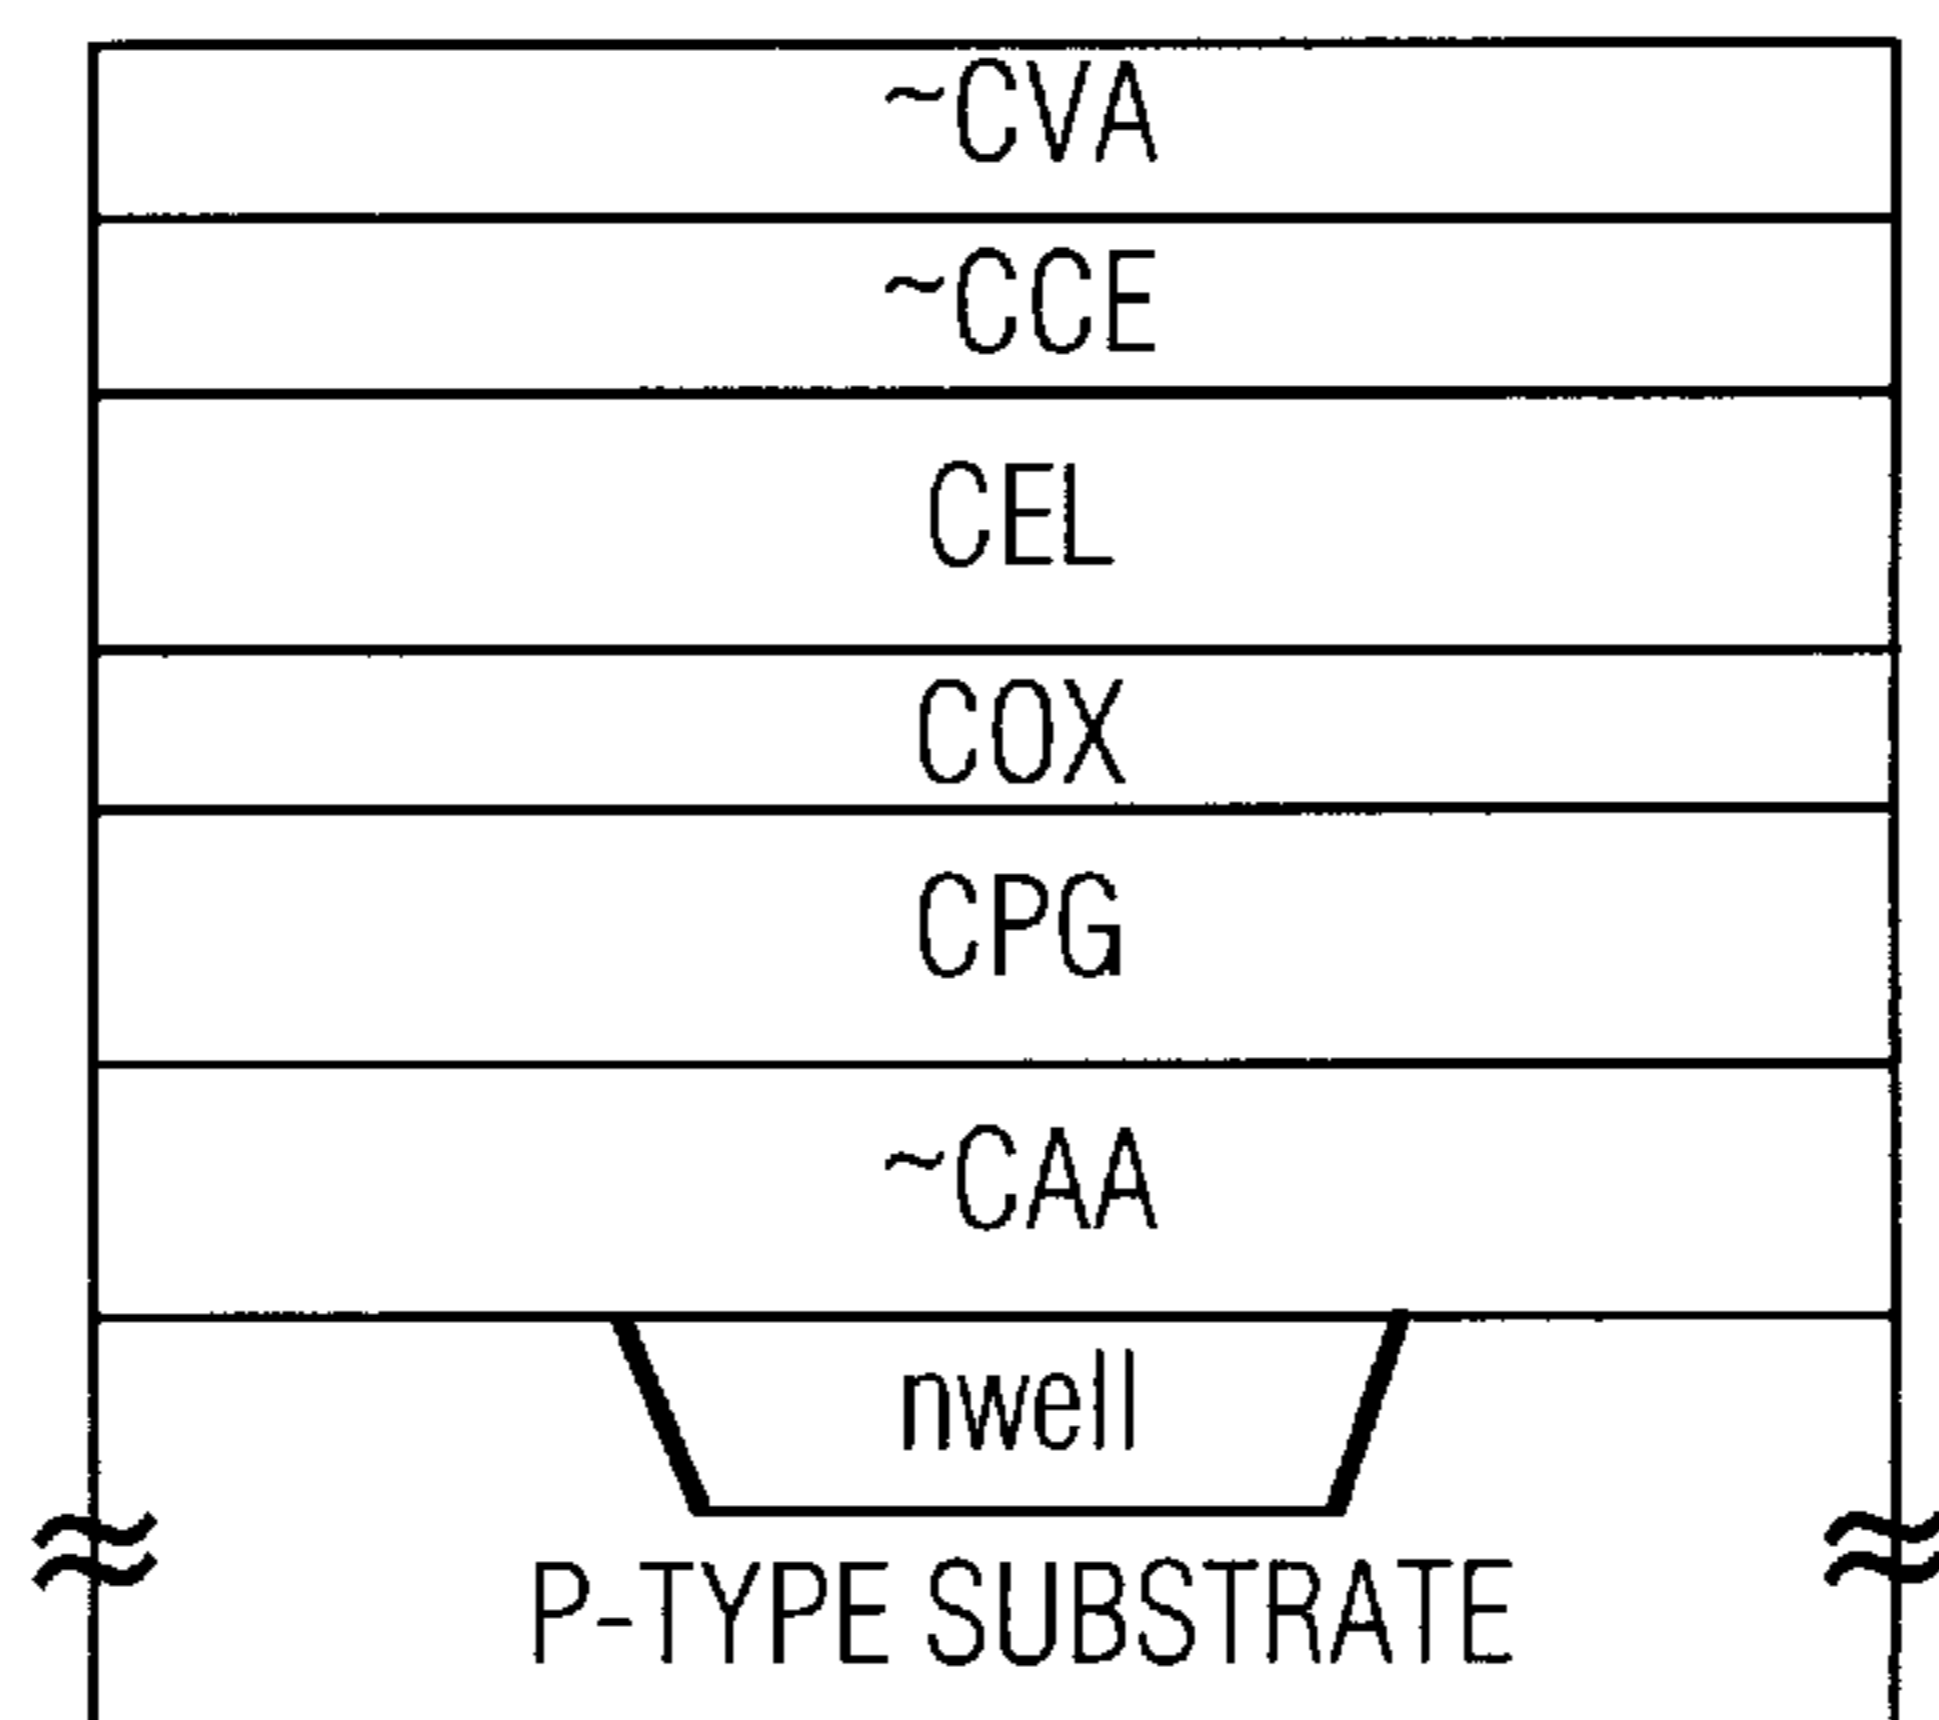 ~CVA
~CCE
CEL
COX
CPG
~CAA
nwell
P-TYPE SUBSTRATE